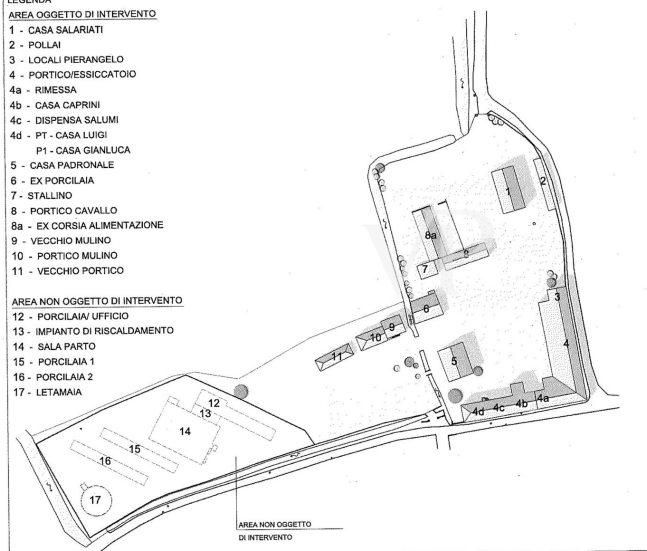 LEGENDA
AREA OGGETTO DI INTERVENTO
1 - CASA SALARIATI
2 - POLLAI
3 - LOCALI PIERANGELO
4 - PORTICO/ESSICCATOIO
4a - RIMESSA
4b - CASA CAPRINI
4c - DISPENSA SALUMI
4d - PT - CASA LUIGI
P1 - CASA GIANLUCA
5 - CASA PADRONALE
6 - EX PORCILAIA
7 - STALLINO
8 - PORTICO CAVALLO
8a - EX CORSIA ALIMENTAZIONE
9 - VECCHIO MULINO
10 - PORTICO MULINO
11 - VECCHIO PORTICO
AREA NON OGGETTO DI INTERVENTO
12 - PORCILAIA/ UFFICIO
13 - IMPIANTO DI RISCALDAMENTO
14 - SALA PARTO
15 - PORCILAIA 1
16 - PORCILAIA 2
17 - LETAMAIA
1
2
8a
8
7
3
6
9
10
11
4
5
4d
4c
4b
4a
12
13
14
15
16
17
AREA NON OGGETTO
DI INTERVENTO